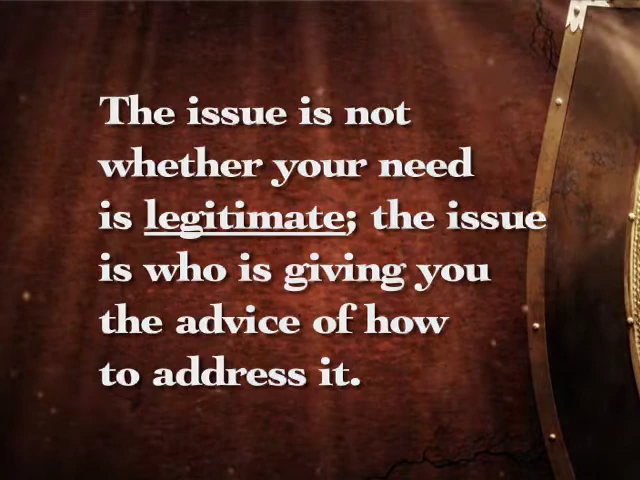 The issue is not
whether your need
is legitimate; the issue
is who is giving you
the advice of how
to address it.